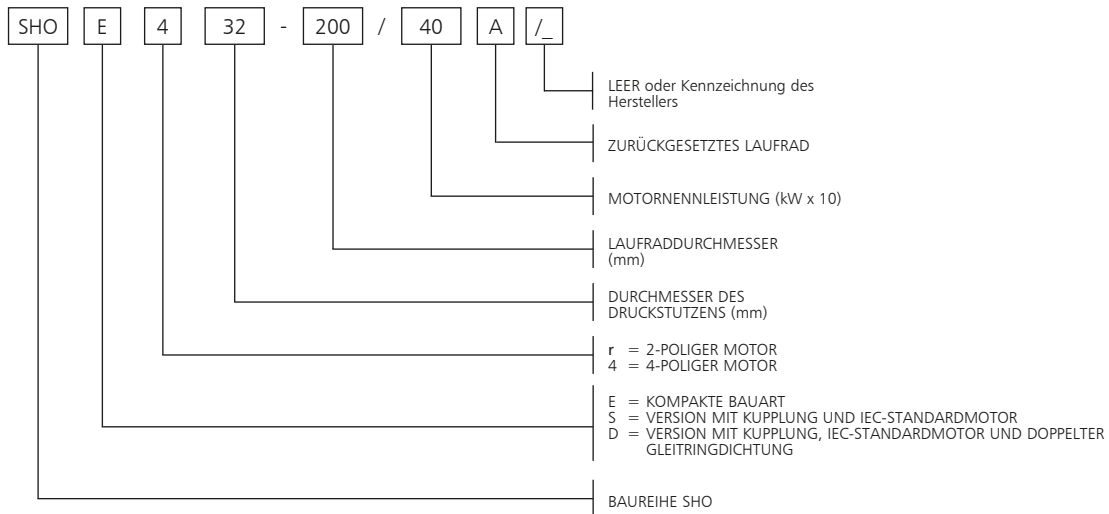 SHO E 4 32 - 200 / 40 A /_
LEER oder Kennzeichnung des
Herstellers
ZURÜCKGESETZTES LAUFRAD
MOTORNENNLEISTUNG (kW x 10)
LAUFRADDURCHMESSER
(mm)
DURCHMESSER DES
DRUCKSTUTZENS (mm)
r = 2-POLIGER MOTOR
4 = 4-POLIGER MOTOR
E = KOMPAKTE BAUART
S = VERSION MIT KUPPLUNG UND IEC-STANDARDMOTOR
D = VERSION MIT KUPPLUNG, IEC-STANDARDMOTOR UND DOPPELTER
GLEITRINGDICHTUNG
BAUREIHE SHO